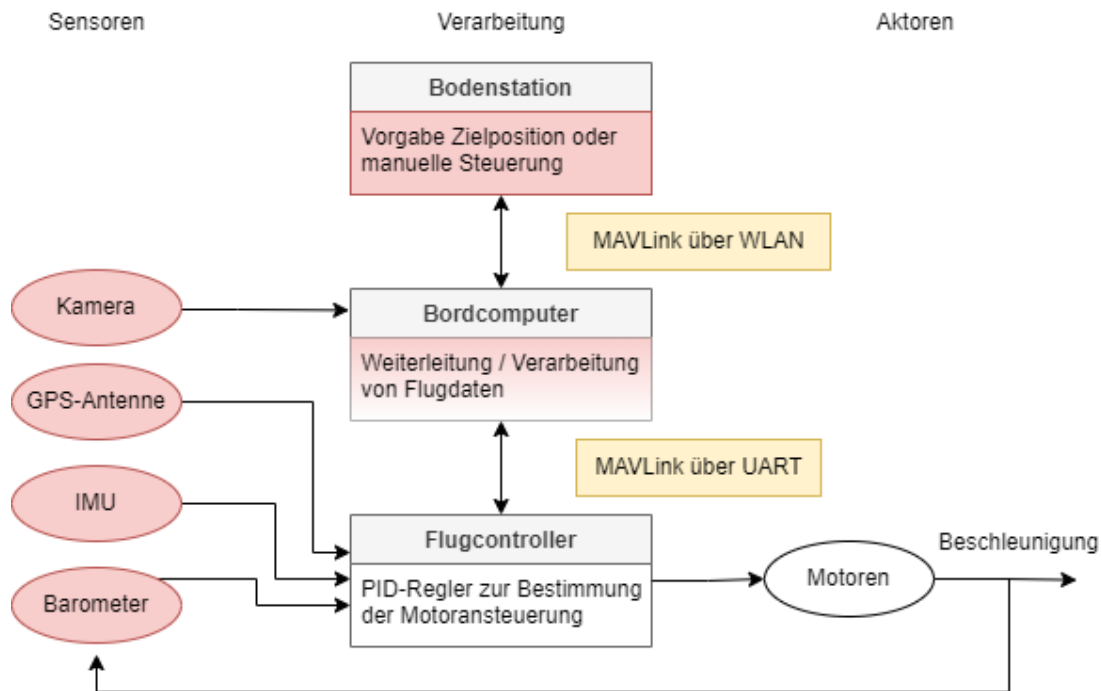 Sensoren
Verarbeitung
Aktoren
Bodenstation
Vorgabe Zielposition oder
manuelle Steuerung
MAVLink über WLAN
Kamera
Bordcomputer
Weiterleitung / Verarbeitung
von Flugdaten
GPS-Antenne
MAVLink über UART
IMU
Flugcontroller
PID-Regler zur Bestimmung
der Motoransteuerung
Barometer
Motoren
Beschleunigung